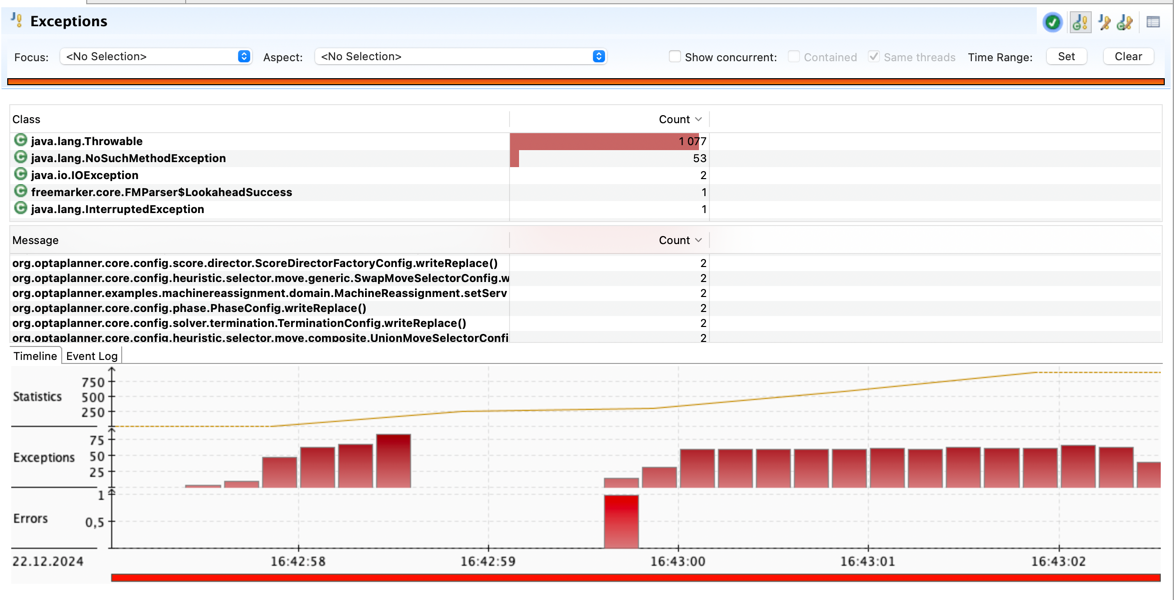 Exceptions
Focus: <No Selection> Aspect: <No Selection> Show concurrent: Contained Same threads Time Range: Set Clear
Class Count
java.lang.Throwable 1 077
java.lang.NoSuchMethodException 53
java.io.IOException 2
freemarker.core.FMParser$LookaheadSuccess 1
java.lang.InterruptedException 1
Message Count
org.optaplanner.core.config.score.director.ScoreDirectorFactoryConfig.writeReplace() 2
org.optaplanner.core.config.heuristic.selector.move.generic.SwapMoveSelectorConfig.w 2
org.optaplanner.examples.machinereassignment.domain.MachineReassignment.setServ 2
org.optaplanner.core.config.phase.PhaseConfig.writeReplace() 2
org.optaplanner.core.config.solver.termination.TerminationConfig.writeReplace() 2
org.optaplanner.core.config.heuristic.selector.move.composite.UnionMoveSelectorConfi 2
Timeline Event Log
750
Statistics 500
250
75
Exceptions 50
25
1
Errors 0,5
22.12.2024 16:42:58 16:42:59 16:43:00 16:43:01 16:43:02